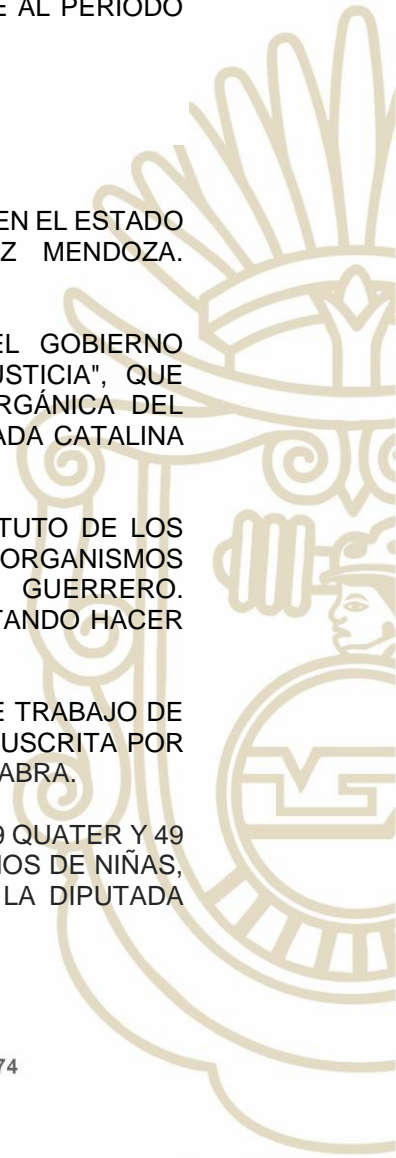 E AL PERIODO
EN EL ESTADO
Z MENDOZA.
EL GOBIERNO
USTICIA", QUE
RGÁNICA DEL
ADA CATALINA
TUTO DE LOS
ORGANISMOS
GUERRERO.
TANDO HACER
E TRABAJO DE
USCRITA POR
ABRA.
9 QUATER Y 49
HOS DE NIÑAS,
LA DIPUTADA
74